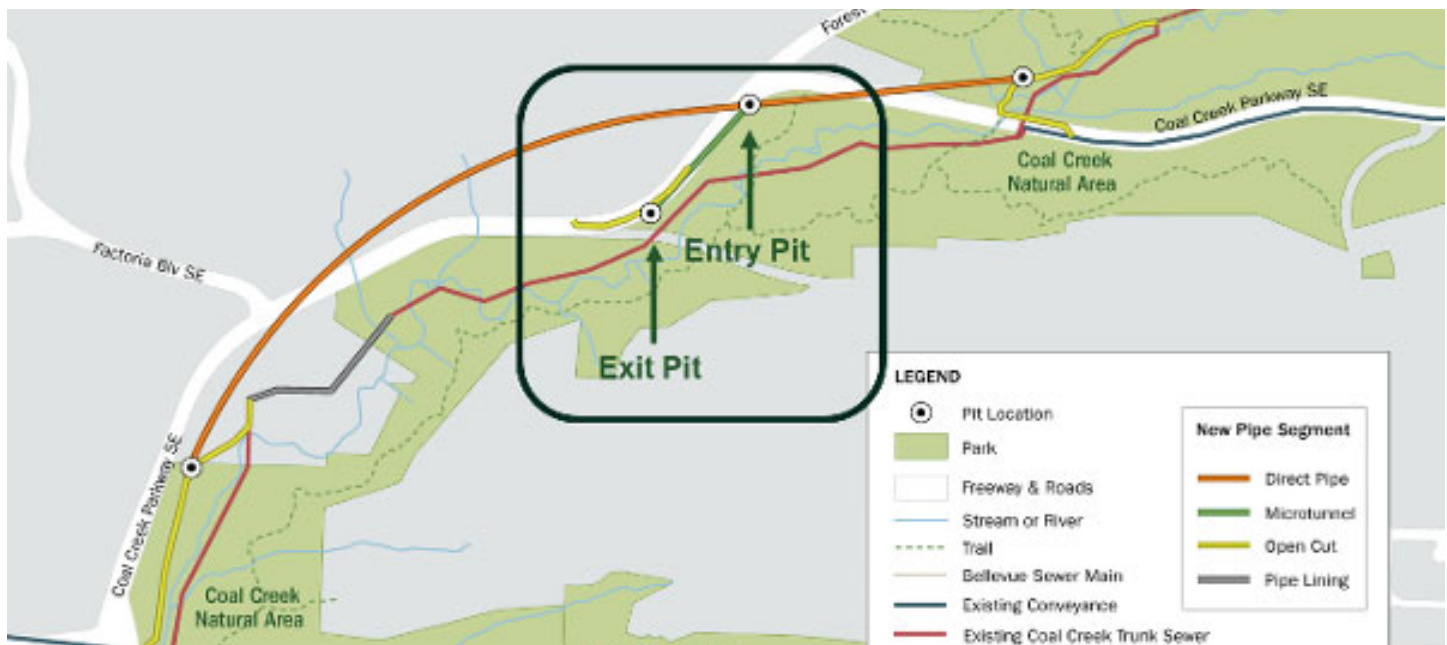 Forest
Coal Creek Parkway SE
Coal Creek
Natural Area
Entry Pit
Factoria Blv SE
Exit Pit
Coal Creek Parkway SE
Coal Creek
Natural Area
LEGEND
Pit Location
Park
Freeway & Roads
Stream or River
Trail
Bellevue Sewer Main
Existing Conveyance
Existing Coal Creek Trunk Sewer
New Pipe Segment
Direct Pipe
Microtunnel
Open Cut
Pipe Lining